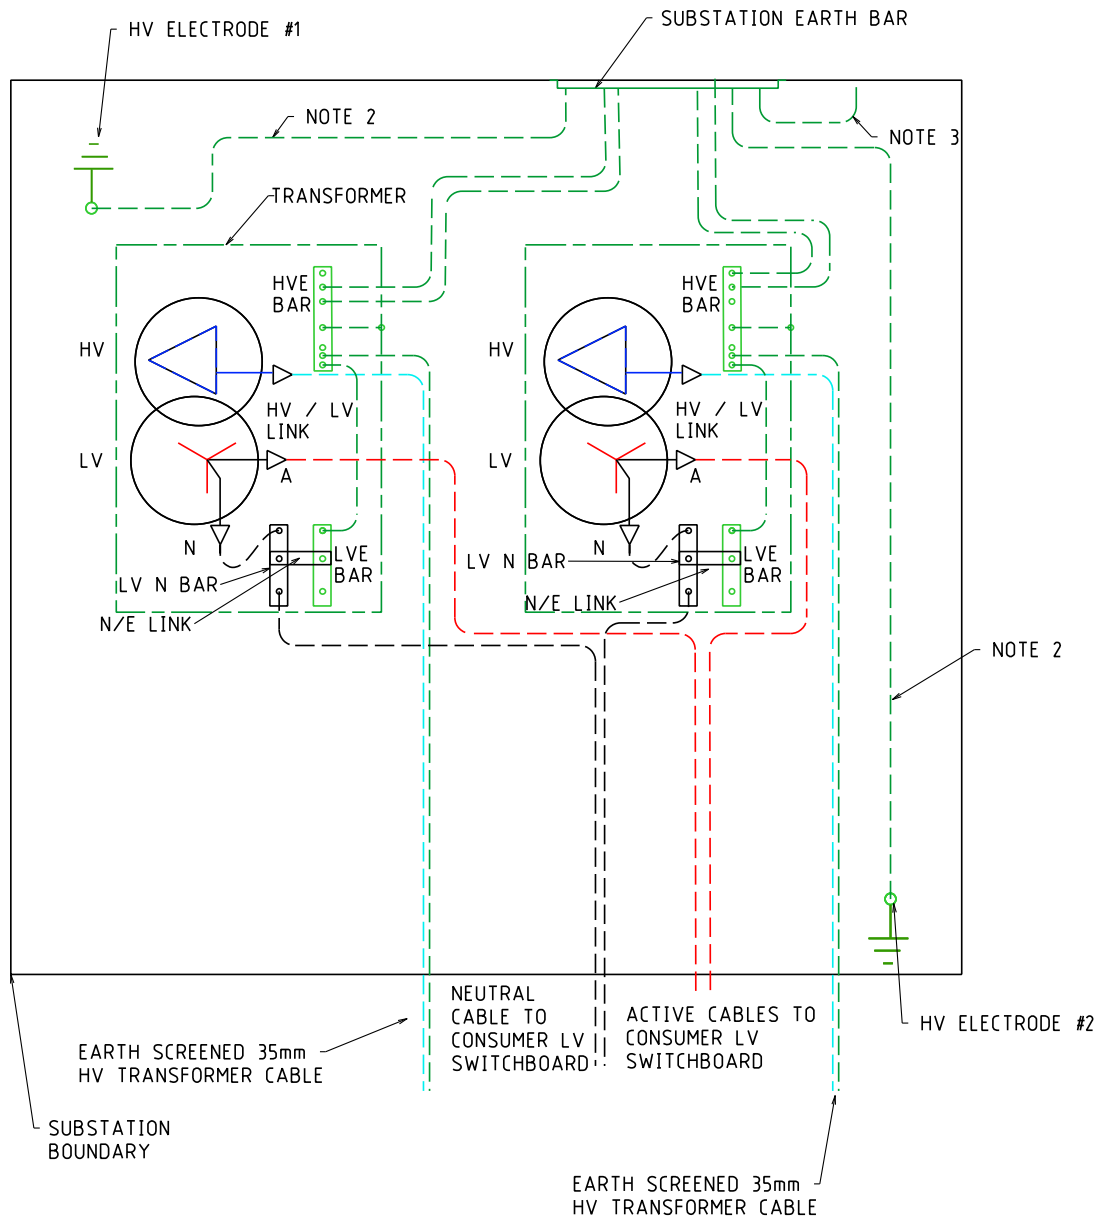 SUBSTATION EARTH BAR
HV ELECTRODE #1
NOTE 2
NOTE 3
TRANSFORMER
HVE
BAR
HV
HV / LV
LINK
LV
A
N
LVE
BAR
LV N BAR
N/E LINK
HVE
BAR
HV
HV / LV
LINK
LV
A
N
LVE
BAR
LV N BAR
N/E LINK
NOTE 2
NEUTRAL
CABLE TO
CONSUMER LV
SWITCHBOARD
ACTIVE CABLES TO
CONSUMER LV
SWITCHBOARD
HV ELECTRODE #2
EARTH SCREENED 35mm
HV TRANSFORMER CABLE
SUBSTATION
BOUNDARY
EARTH SCREENED 35mm
HV TRANSFORMER CABLE